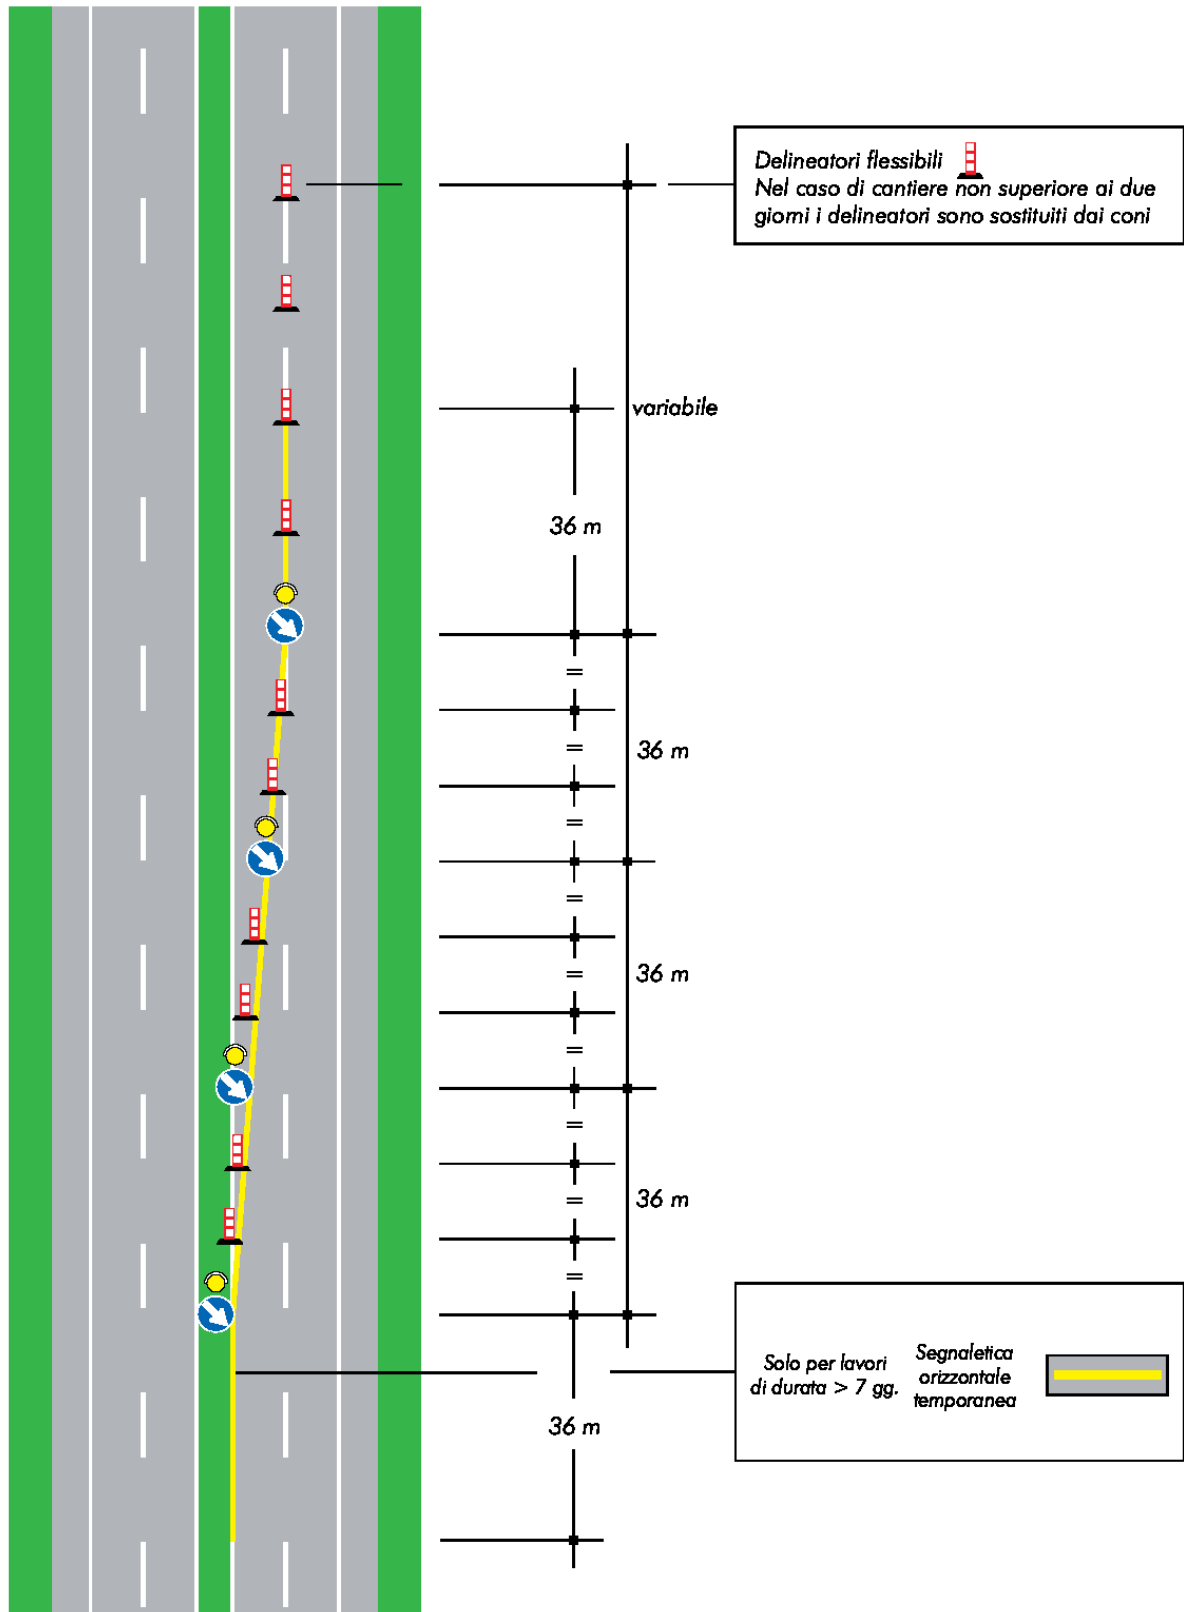 Delineatori flessibili
Nel caso di cantiere non superiore ai due
giorni i delineatori sono sostituiti dai coni
variabile
36 m
=
=
36 m
=
=
=
36 m
=
=
=
36 m
=
Solo per lavori
di durata > 7 gg.
Segnaletica
orizzontale
temporanea
36 m